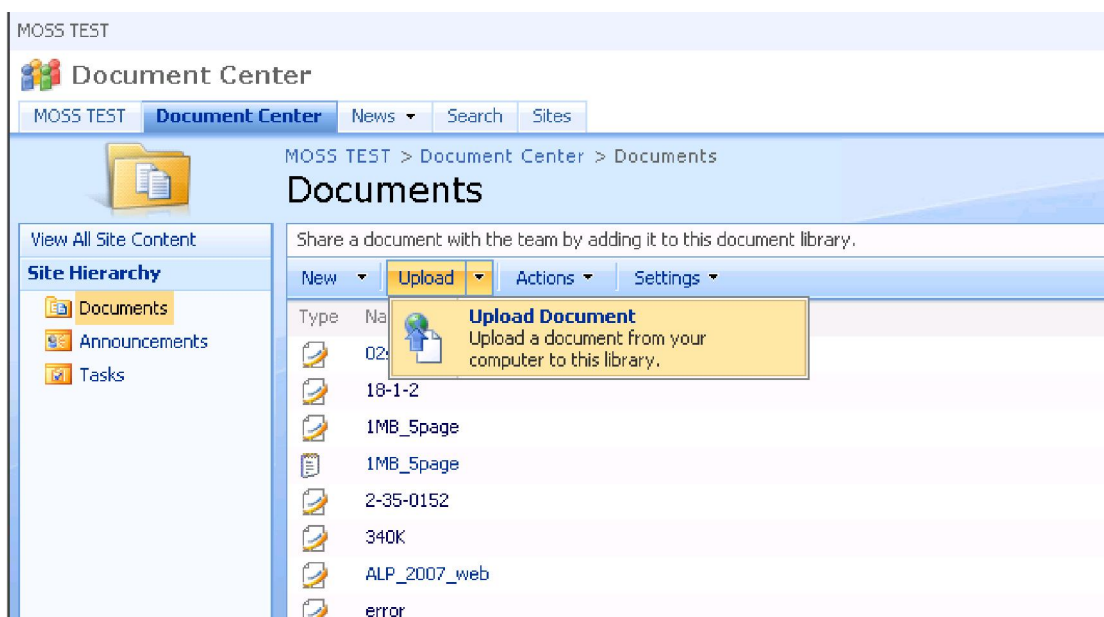 MOSS TEST
Document Center
MOSS TEST Document Center News Search Sites
MOSS TEST > Document Center > Documents
Documents
View All Site Content
Share a document with the team by adding it to this document library.
Site Hierarchy
New Upload Actions Settings
Documents
Announcements
Tasks
Upload Document
Upload a document from your
computer to this library.
Type
18-1-2
1MB_5page
1MB_5page
2-35-0152
340K
ALP_2007_web
error